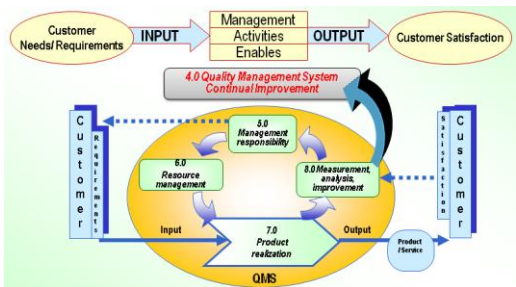 Customer
Needs/ Requirements
INPUT
Management
Activities
Enables
OUTPUT
Customer Satisfaction
4.0 Quality Management System
Continual Improvement
Customer
Requirements
5.0
Management
responsibility
6.0
Resource
management
8.0 Measurement,
analysis,
improvement
Satisfaction
Customer
Input
7.0
Product
realization
Output
Product
/Service
QMS